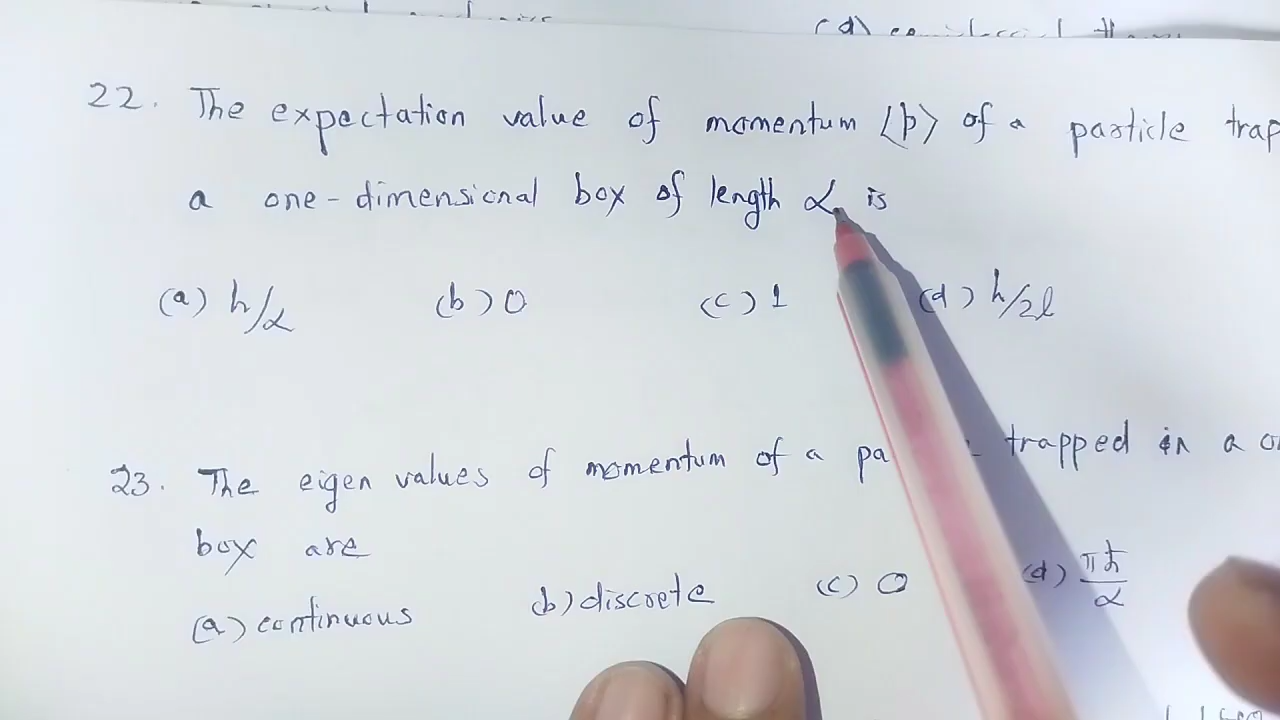 22. The expectation value of momentum ⟨p⟩ of a particle trap
a one-dimensional box of length α is
(a) h/α (b) 0 (c) 1 (d) h/2l
23. The eigen values of momentum of a pa trapped in a
box are
(a) continuous (b) discrete (c) 0 (d) πħ/α